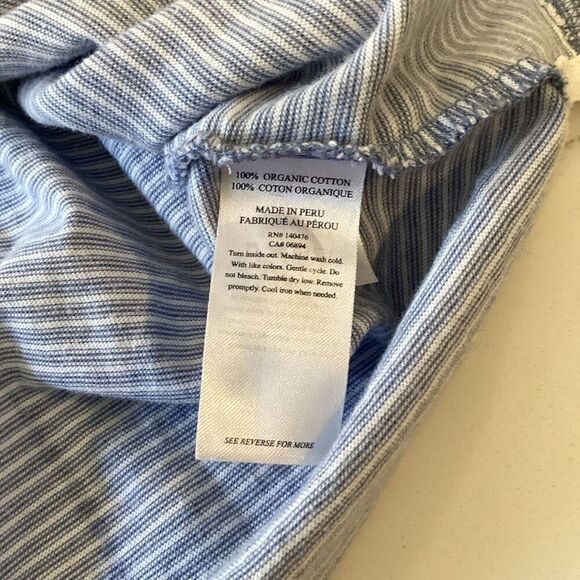 100% ORGANIC COTTON
100% COTON ORGANIQUE
MADE IN PERU
FABRIQUÉ AU PÉROU
RN# 140476
CA# 06894
Turn inside out. Machine wash cold.
With like colors. Gentle cycle. Do
not bleach. Tumble dry low. Remove
promptly. Cool iron when needed.
SEE REVERSE FOR MORE